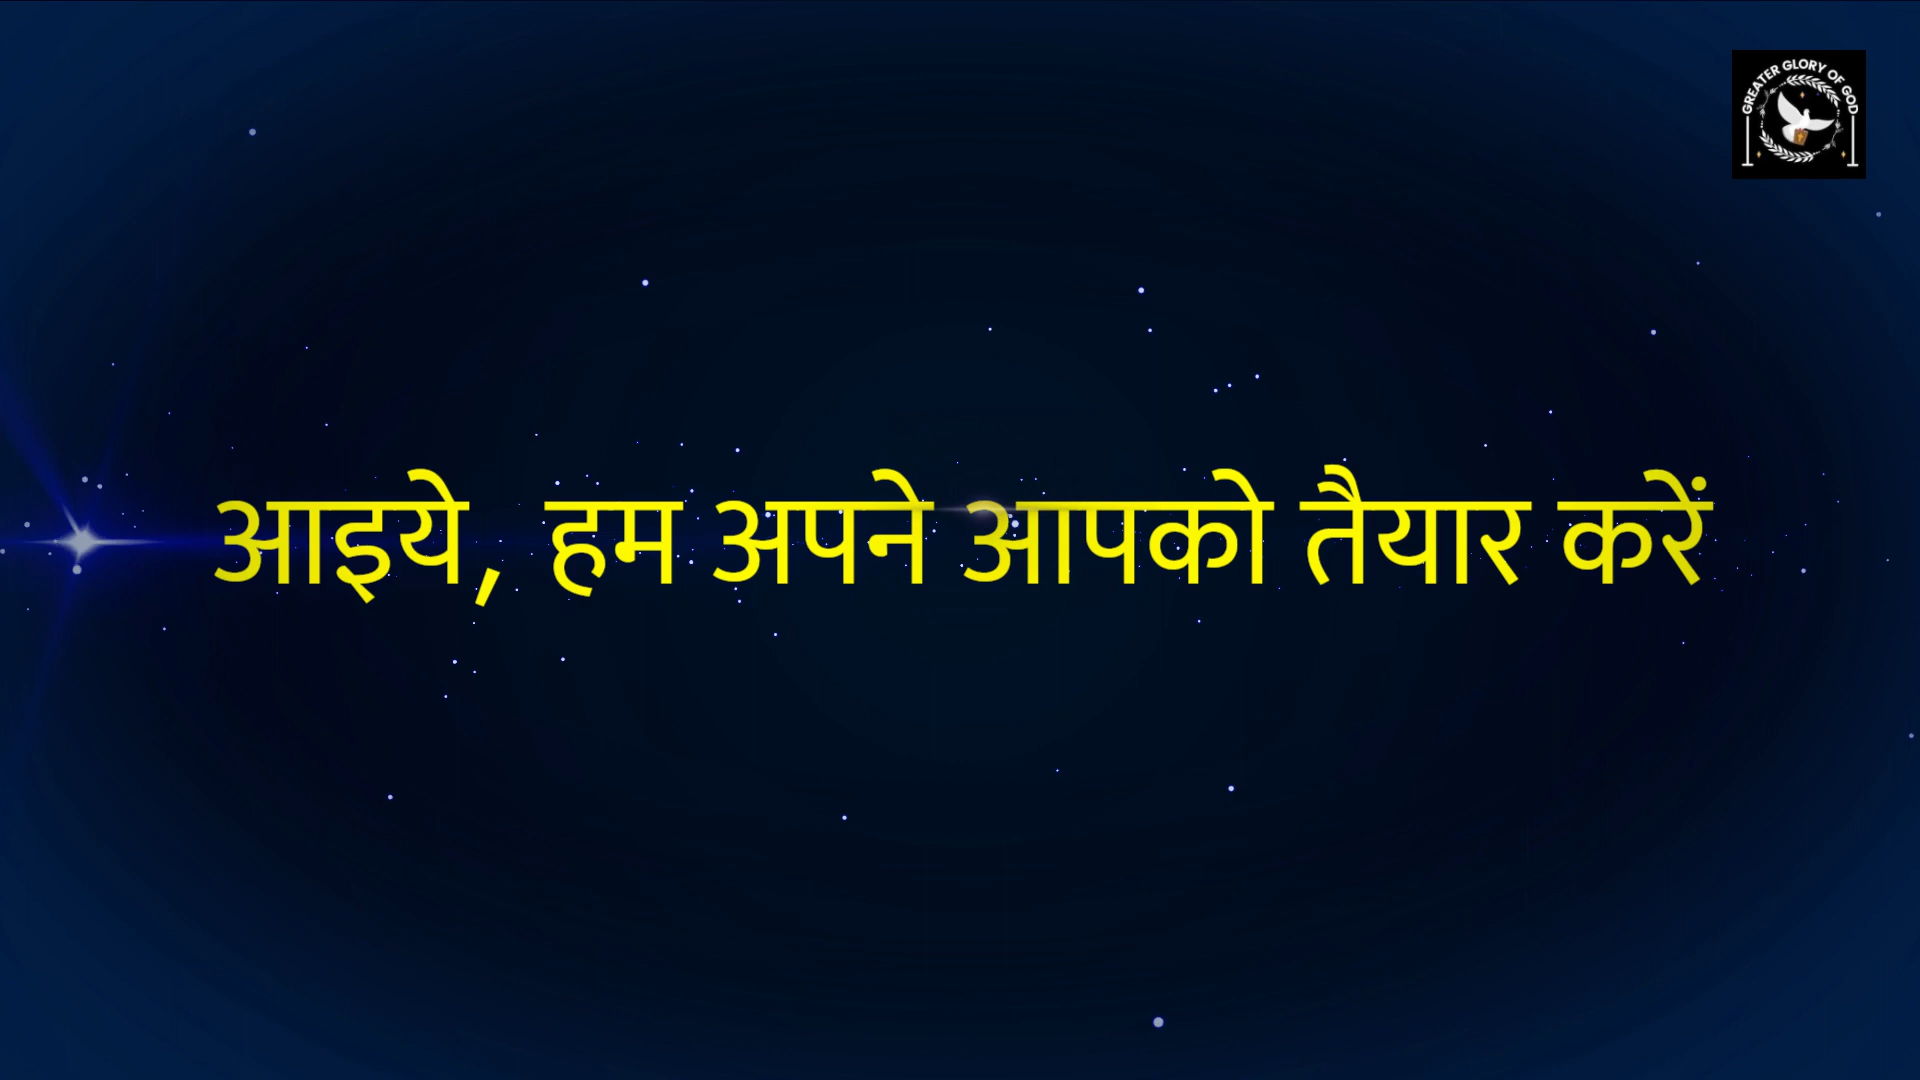 GREATER GLORY OF GOD
आइये, हम अपने आपको तैयार करें